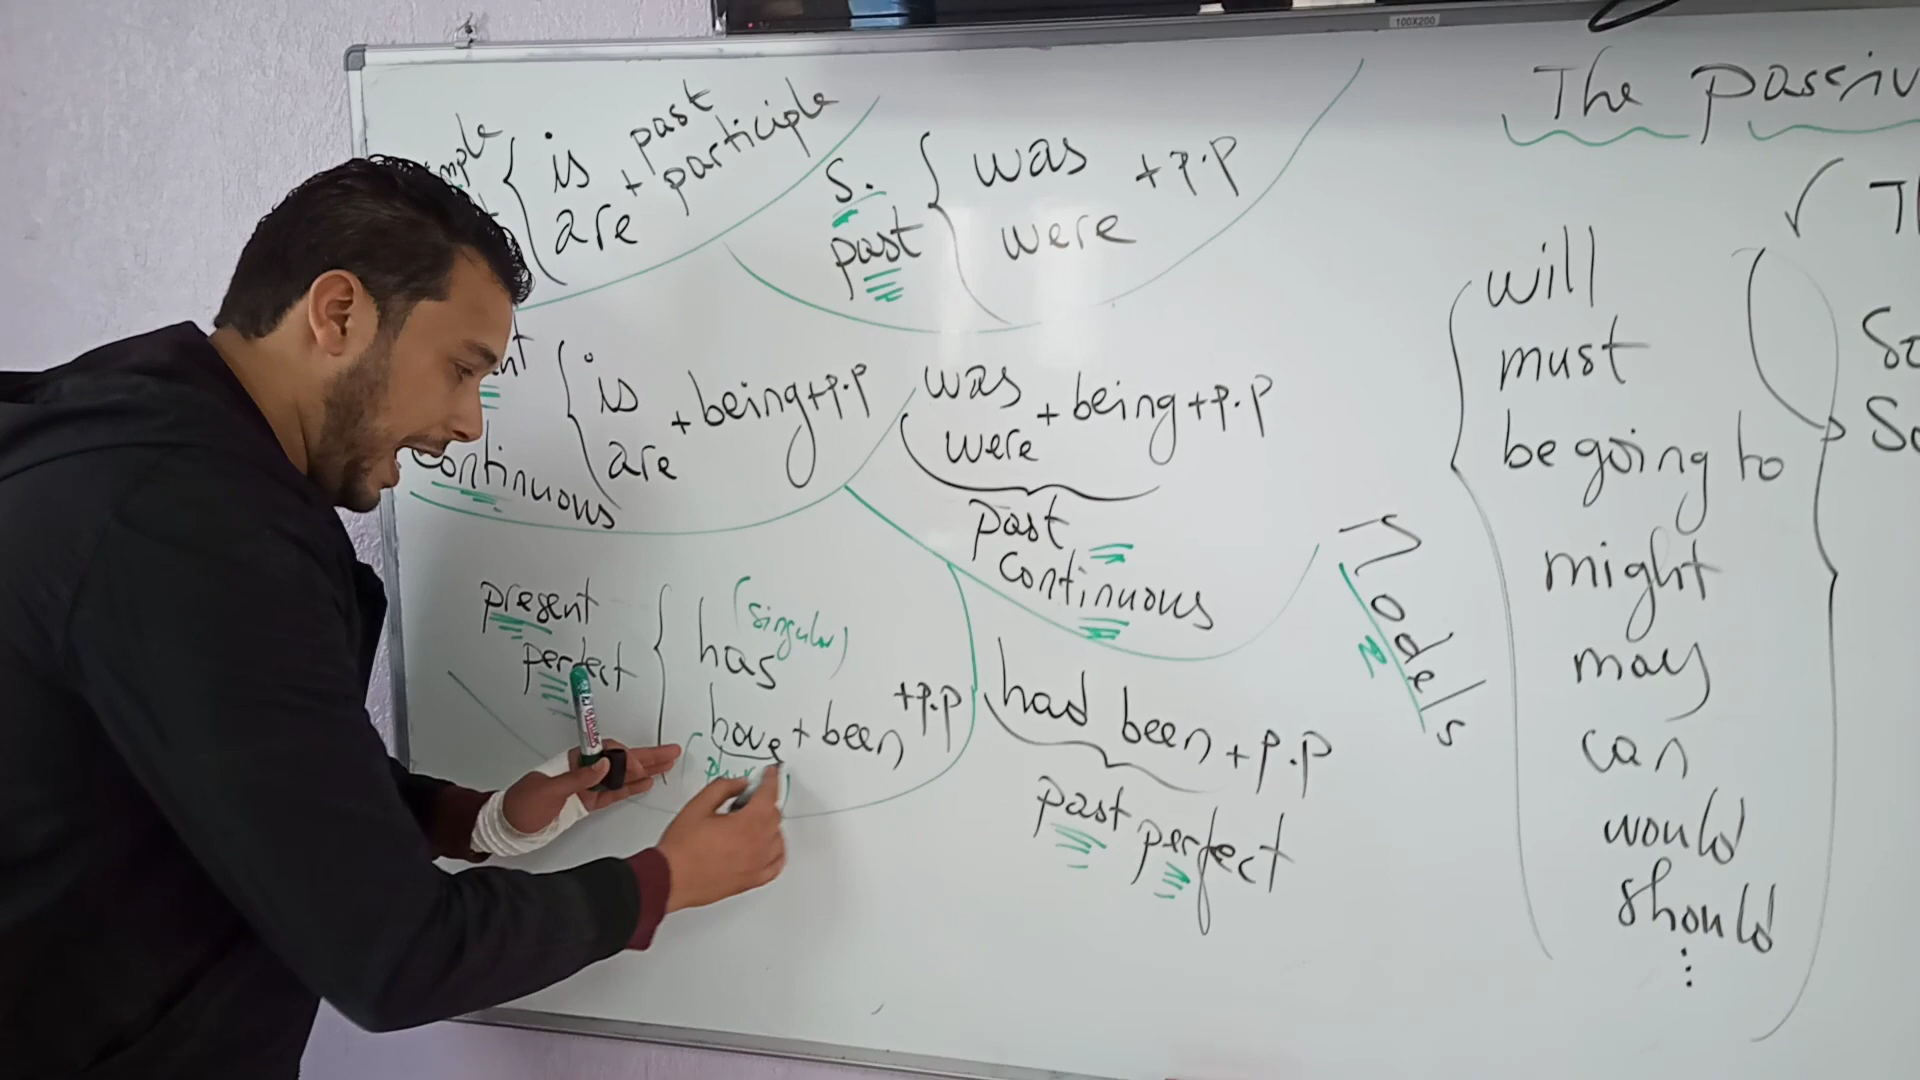 100X200
The Passiv
is + past
are participle
S.
past
was + p.p
were
is + being + p.p
are
continuous
was + being + p.p
were
past
continuous
present
perfect
has (singular)
have + been + p.p
had been + p.p
past perfect
Models
will
must
be going to
might
may
can
would
should
⋮